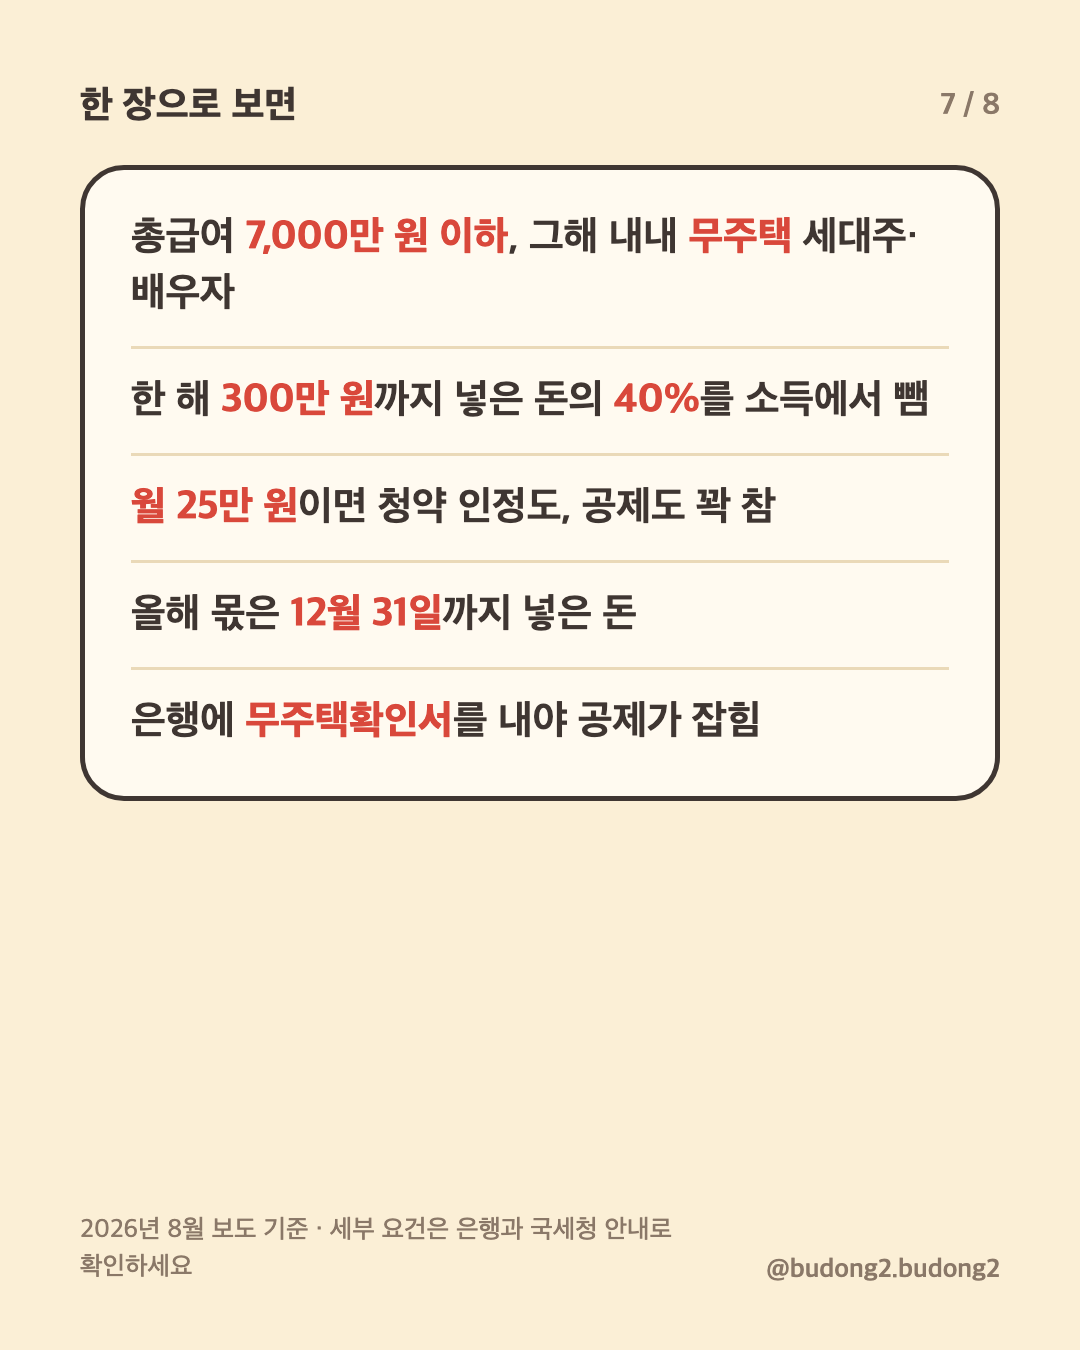 한 장으로 보면
7 / 8
총급여 7,000만 원 이하, 그해 내내 무주택 세대주·
배우자
한 해 300만 원까지 넣은 돈의 40%를 소득에서 뺌
월 25만 원이면 청약 인정도, 공제도 꽉 참
올해 몫은 12월 31일까지 넣은 돈
은행에 무주택확인서를 내야 공제가 잡힘
2026년 8월 보도 기준 · 세부 요건은 은행과 국세청 안내로
확인하세요
@budong2.budong2